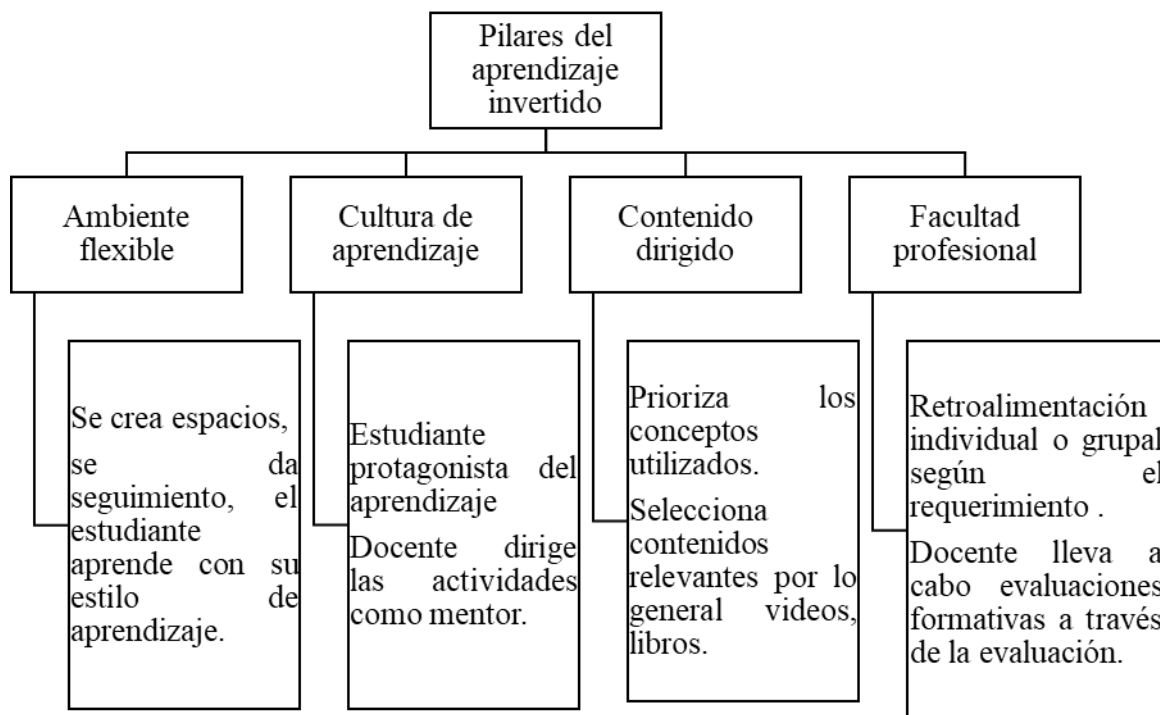 Pilares del
aprendizaje
invertido
Ambiente
flexible
Cultura de
aprendizaje
Contenido
dirigido
Facultad
profesional
Se crea espacios,
se da
seguimiento, el
estudiante
aprende con su
estilo de
aprendizaje.
Estudiante
protagonista del
aprendizaje
Docente dirige
las actividades
como mentor.
Prioriza los
conceptos
utilizados.
Selecciona
contenidos
relevantes por lo
general videos,
libros.
Retroalimentación
individual o grupal
según el
requerimiento .
Docente lleva a
cabo evaluaciones
formativas a través
de la evaluación.